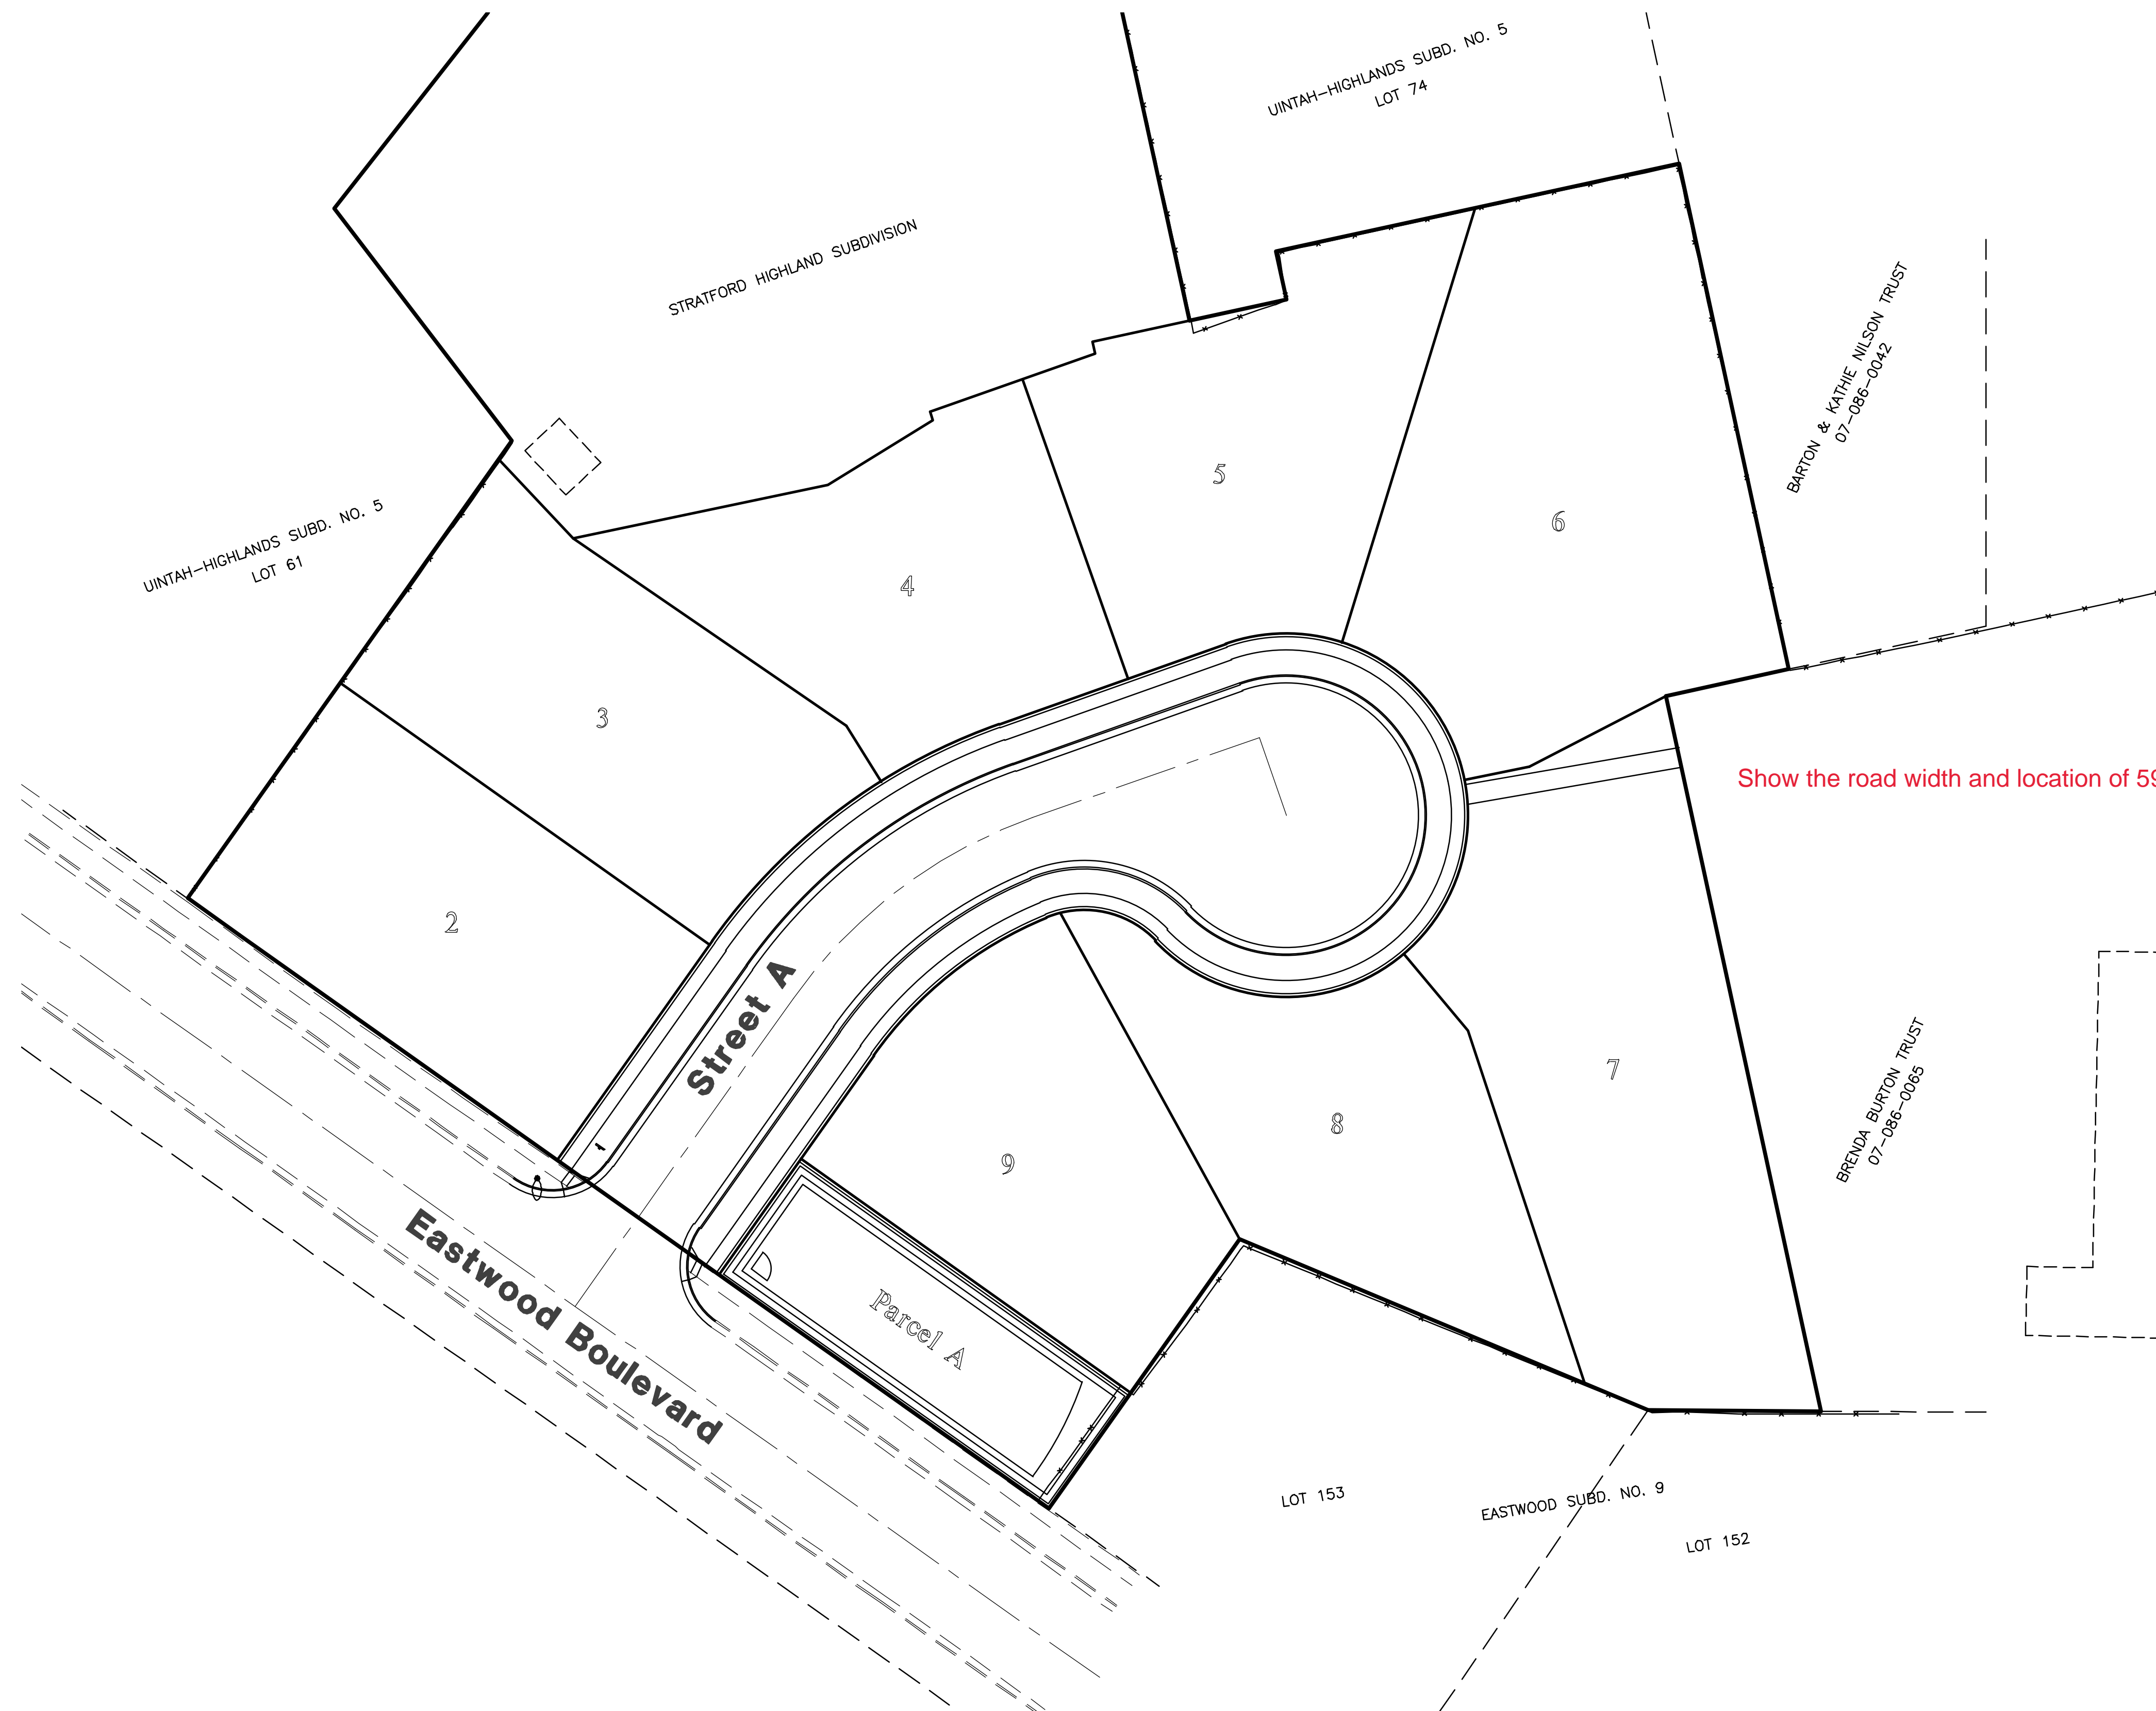 UINTAH-HIGHLANDS SUBD. NO. 5
LOT 74
STRATFORD HIGHLAND SUBDIVISION
BARTON & KATHIE NILSON TRUST
07-086-0042
UINTAH-HIGHLANDS SUBD. NO. 5
LOT 61
5
6
4
3
Show the road width and location of 59
2
Street A
7
8
9
BRENDA BURTON TRUST
07-086-0065
Eastwood Boulevard
Parcel A
LOT 153
EASTWOOD SUBD. NO. 9
LOT 152